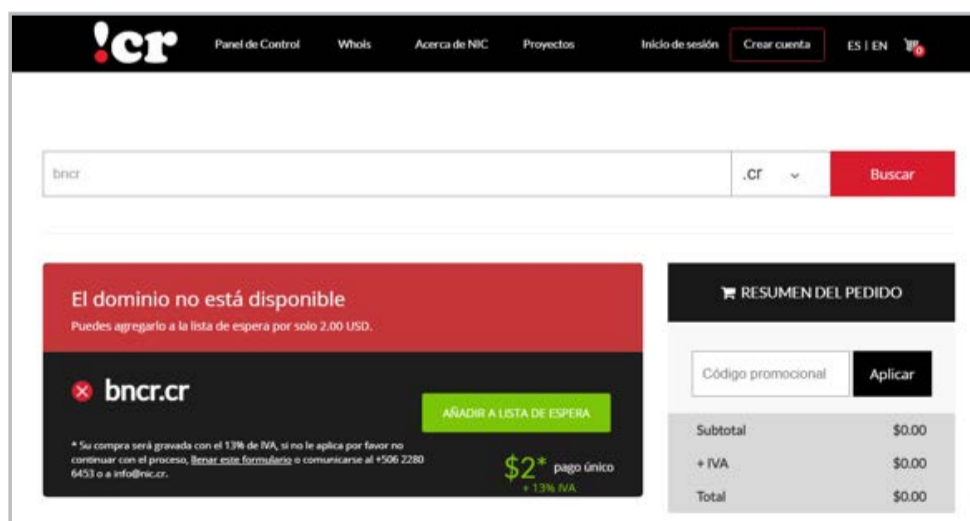 !cr
Panel de Control Whois Acerca de NIC Proyectos Inicio de sesión Crear cuenta ES | EN 0
bncr .cr Buscar
El dominio no está disponible
Puedes agregarlo a la lista de espera por solo 2.00 USD.
bncr.cr
AÑADIR A LISTA DE ESPERA
* Su compra será gravada con el 13% de IVA, si no le aplica por favor no
continuar con el proceso, llenar este formulario o comunicarse al +506 2280
6453 o a info@nic.cr.
$2* pago único
+ 13% IVA
RESUMEN DEL PEDIDO
Código promocional Aplicar
Subtotal $0.00
+ IVA $0.00
Total $0.00